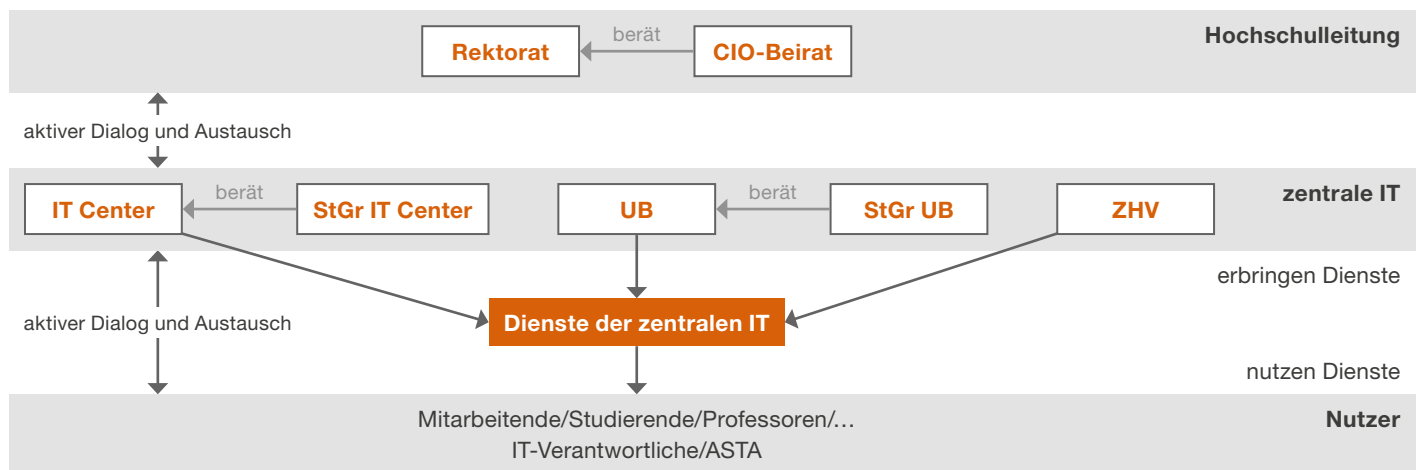 Rektorat
berät
CIO-Beirat
Hochschulleitung
aktiver Dialog und Austausch
IT Center
berät
StGr IT Center
UB
berät
StGr UB
ZHV
zentrale IT
erbringen Dienste
aktiver Dialog und Austausch
Dienste der zentralen IT
nutzen Dienste
Mitarbeitende/Studierende/Professoren/…
IT-Verantwortliche/ASTA
Nutzer